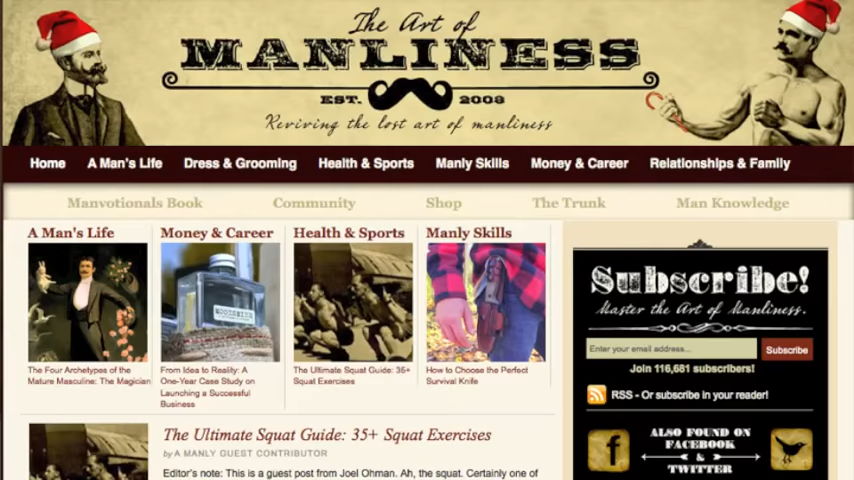 The Art of
MANLINESS
EST. 2008
Reviving the lost art of manliness
Home A Man's Life Dress & Grooming Health & Sports Manly Skills Money & Career Relationships & Family
Manvotionals Book Community Shop The Trunk Man Knowledge
A Man's Life
The Four Archetypes of the
Mature Masculine: The Magician
Money & Career
MOONSHINE
From Idea to Reality: A
One-Year Case Study on
Launching a Successful
Business
Health & Sports
The Ultimate Squat Guide: 35+
Squat Exercises
Manly Skills
How to Choose the Perfect
Survival Knife
The Ultimate Squat Guide: 35+ Squat Exercises
by A MANLY GUEST CONTRIBUTOR
Editor's note: This is a guest post from Joel Ohman. Ah, the squat. Certainly one of
Subscribe!
Master the Art of Manliness.
Enter your email address... Subscribe
Join 116,681 subscribers!
RSS - Or subscribe in your reader!
f
ALSO FOUND ON
FACEBOOK
&
TWITTER